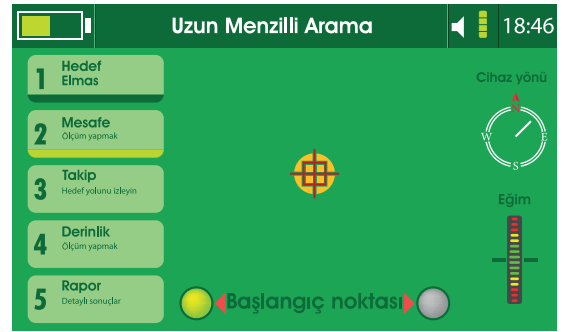 Uzun Menzilli Arama
18:46
1 Hedef
Elmas
2 Mesafe
Ölçüm yapmak
3 Takip
Hedef yolunu izleyin
4 Derinlik
Ölçüm yapmak
5 Rapor
Detaylı sonuçlar
Cihaz yönü
N
W
E
S
Eğim
Başlangıç noktası